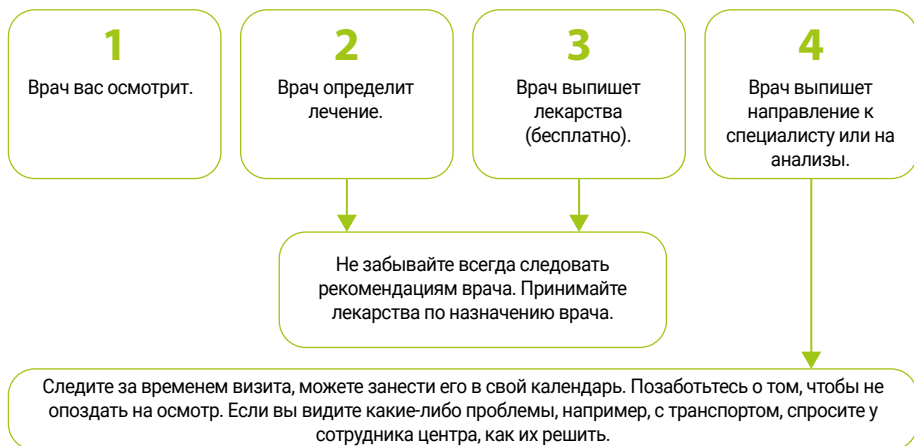 1
Врач вас осмотрит.
2
Врач определит
лечение.
3
Врач выпишет
лекарства
(бесплатно).
4
Врач выпишет
направление к
специалисту или на
анализы.
Не забывайте всегда следовать
рекомендациям врача. Принимайте
лекарства по назначению врача.
Следите за временем визита, можете занести его в свой календарь. Позаботьтесь о том, чтобы не
опоздать на осмотр. Если вы видите какие-либо проблемы, например, с транспортом, спросите у
сотрудника центра, как их решить.